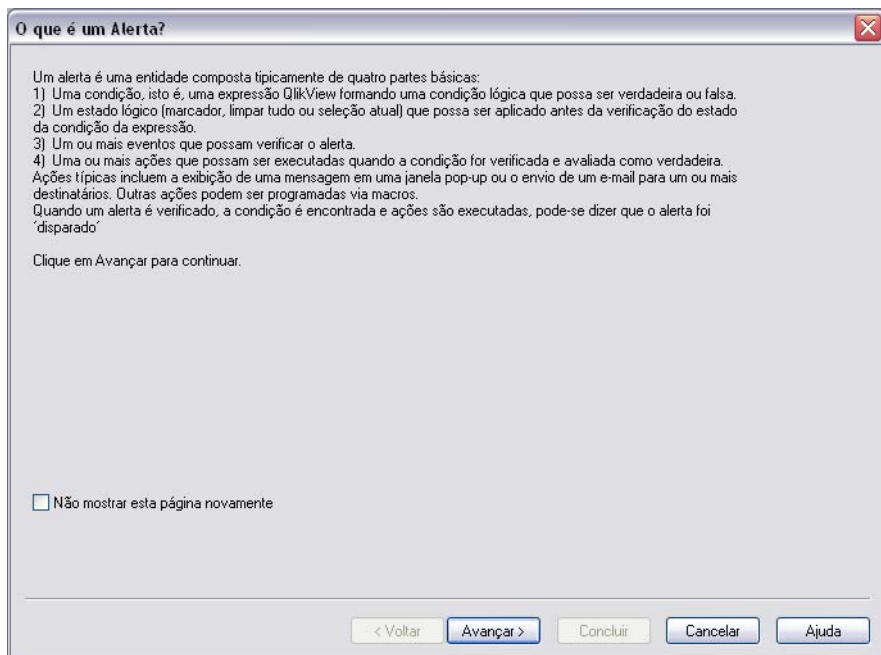 O que é um Alerta?
Um alerta é uma entidade composta tipicamente de quatro partes básicas:
1) Uma condição, isto é, uma expressão QlikView formando uma condição lógica que possa ser verdadeira ou falsa.
2) Um estado lógico (marcador, limpar tudo ou seleção atual) que possa ser aplicado antes da verificação do estado
da condição da expressão.
3) Um ou mais eventos que possam verificar o alerta.
4) Uma ou mais ações que possam ser executadas quando a condição for verificada e avaliada como verdadeira.
Ações típicas incluem a exibição de uma mensagem em uma janela pop-up ou o envio de um e-mail para um ou mais
destinatários. Outras ações podem ser programadas via macros.
Quando um alerta é verificado, a condição é encontrada e ações são executadas, pode-se dizer que o alerta foi
´disparado´
Clique em Avançar para continuar.
Não mostrar esta página novamente
< Voltar Avançar > Concluir Cancelar Ajuda